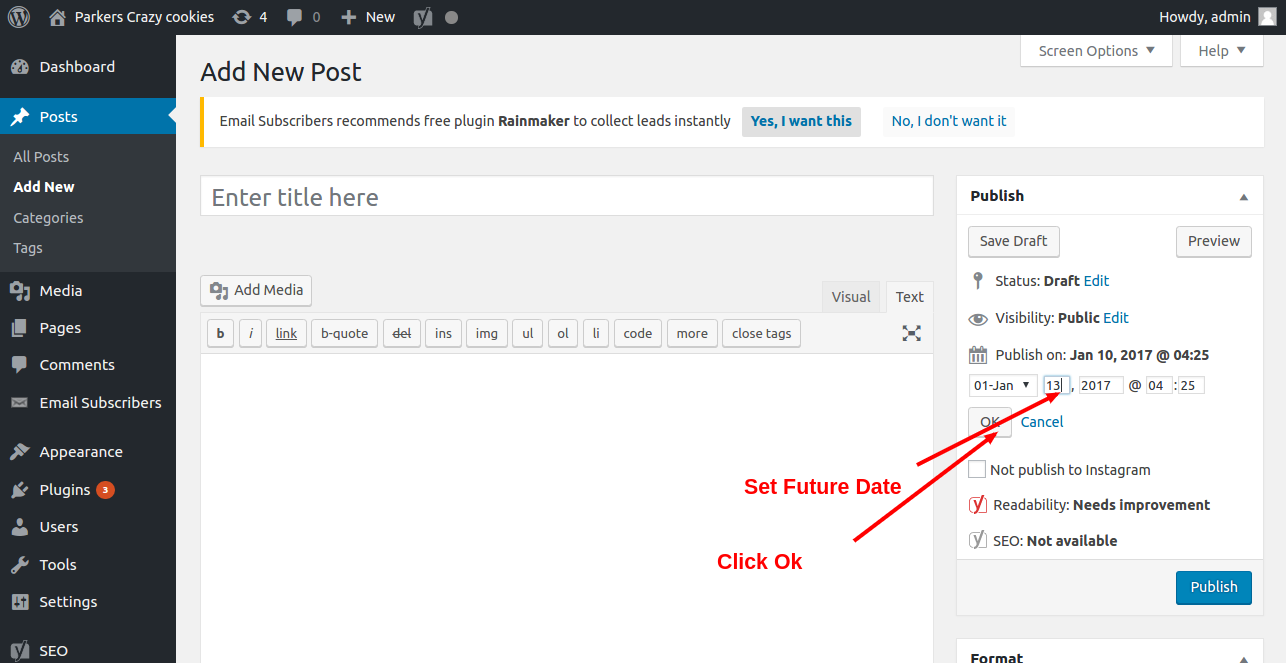 Parkers Crazy cookies 4 0 New Howdy, admin
Screen Options Help
Dashboard
Posts
All Posts
Add New
Categories
Tags
Media
Pages
Comments
Email Subscribers
Appearance
Plugins 3
Users
Tools
Settings
SEO
Add New Post
Email Subscribers recommends free plugin Rainmaker to collect leads instantly Yes, I want this No, I don't want it
Enter title here
Add Media Visual Text
b i link b-quote del ins img ul ol li code more close tags
Set Future Date
Click Ok
Publish
Save Draft Preview
Status: Draft Edit
Visibility: Public Edit
Publish on: Jan 10, 2017 @ 04:25
01-Jan 13, 2017 @ 04 : 25
OK Cancel
Not publish to Instagram
Readability: Needs improvement
SEO: Not available
Publish
Format